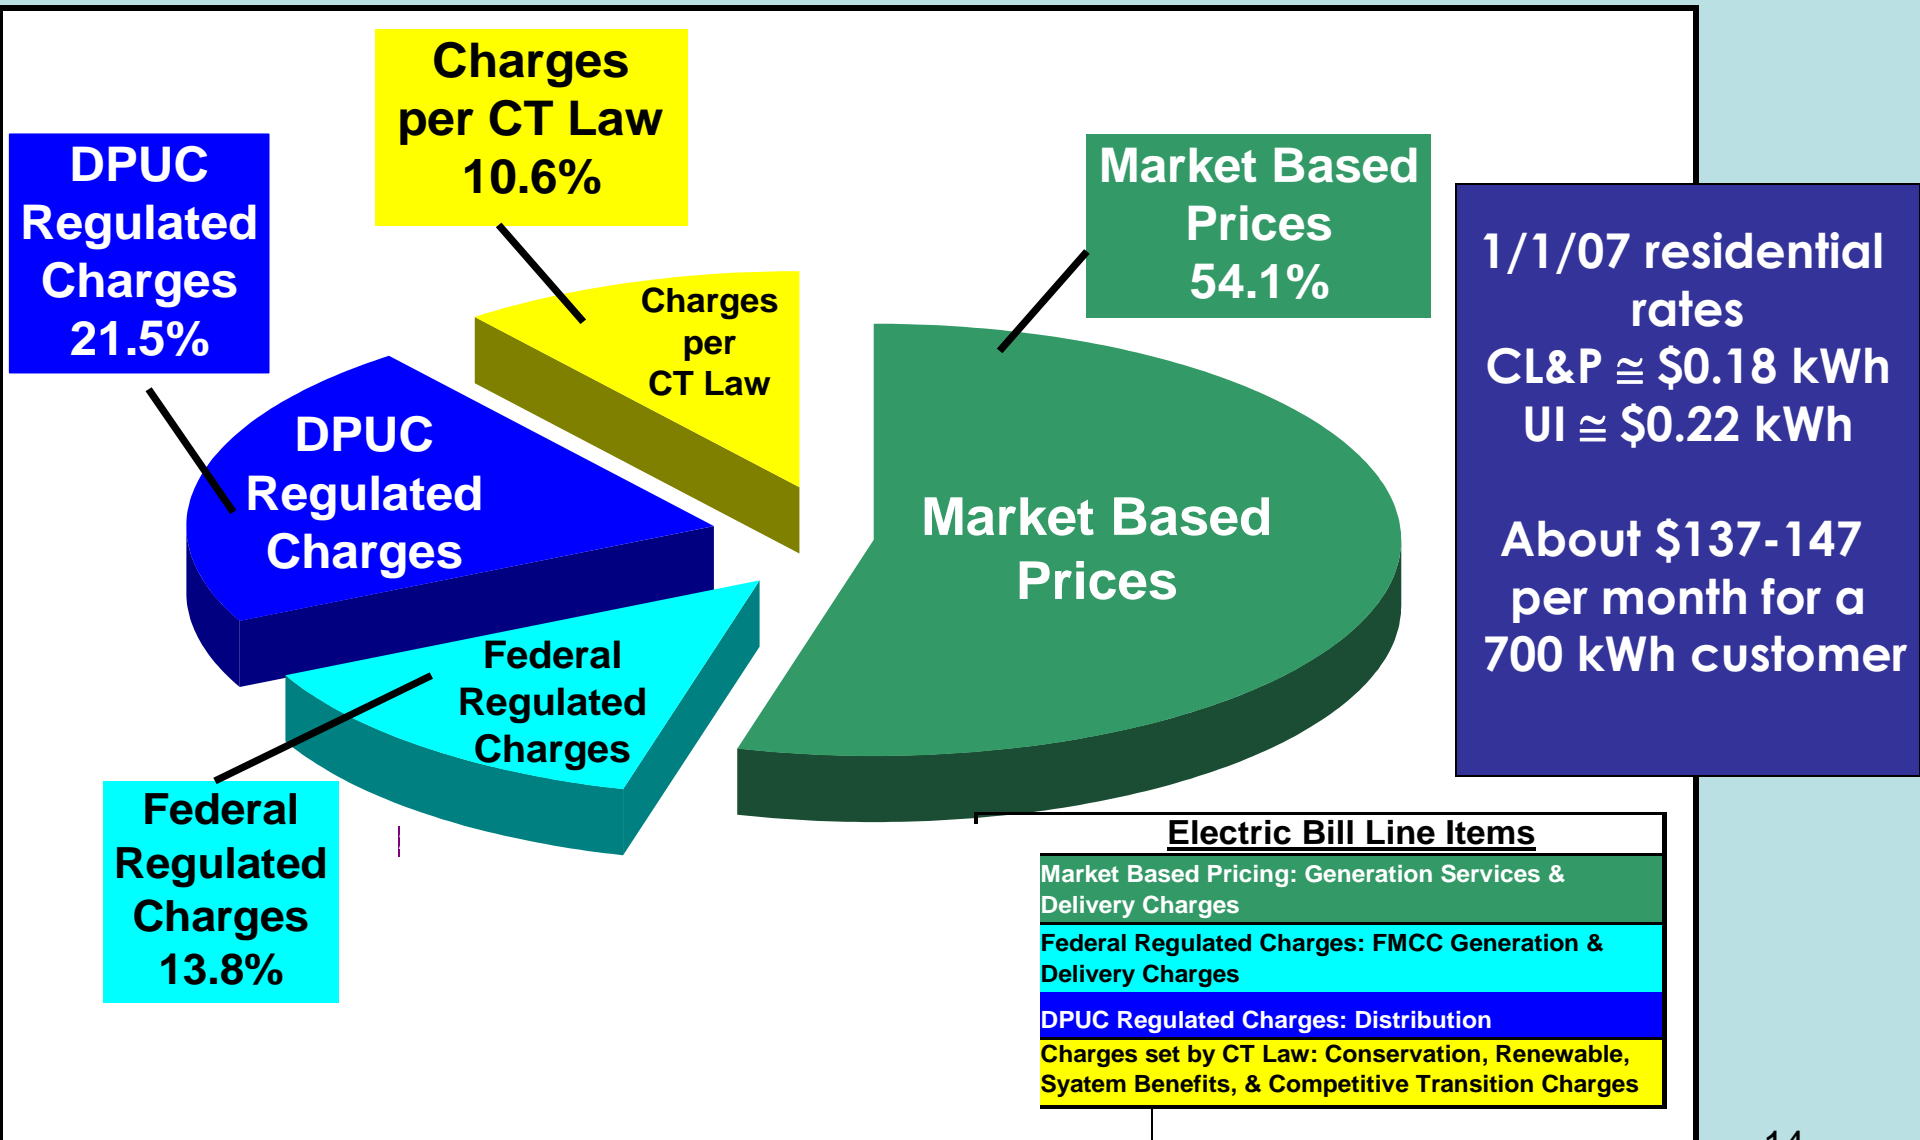 Charges
per CT Law
10.6%
DPUC
Regulated
Charges
21.5%
Market Based
Prices
54.1%
1/1/07 residential
rates
CL&P ≅ $0.18 kWh
UI ≅ $0.22 kWh
About $137-147
per month for a
700 kWh customer
Charges
per
CT Law
DPUC
Regulated
Charges
Market Based
Prices
Federal
Regulated
Charges
Federal
Regulated
Charges
13.8%
Electric Bill Line Items
Market Based Pricing: Generation Services &
Delivery Charges
Federal Regulated Charges: FMCC Generation &
Delivery Charges
DPUC Regulated Charges: Distribution
Charges set by CT Law: Conservation, Renewable,
Syatem Benefits, & Competitive Transition Charges
14